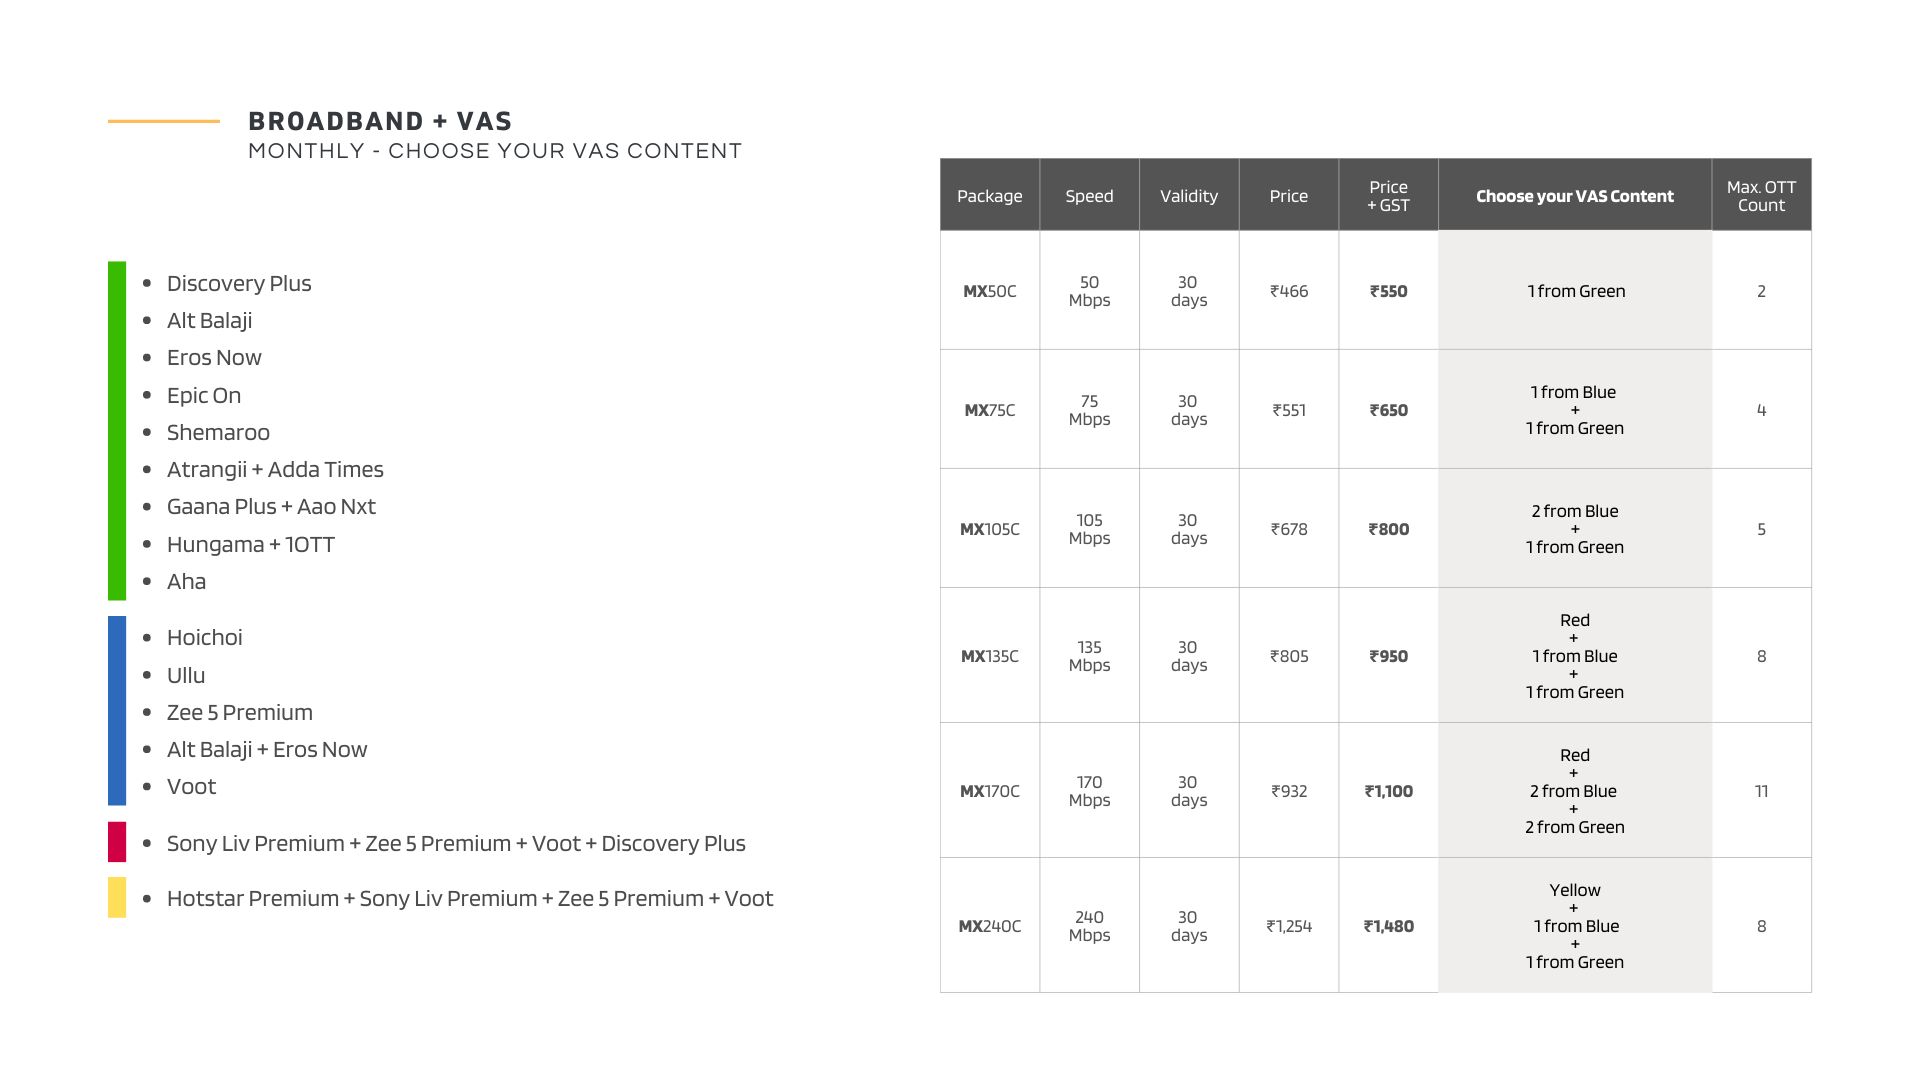 BROADBAND + VAS
MONTHLY - CHOOSE YOUR VAS CONTENT
• Discovery Plus
• Alt Balaji
• Eros Now
• Epic On
• Shemaroo
• Atrangii + Adda Times
• Gaana Plus + Aao Nxt
• Hungama + 1OTT
• Aha
• Hoichoi
• Ullu
• Zee 5 Premium
• Alt Balaji + Eros Now
• Voot
• Sony Liv Premium + Zee 5 Premium + Voot + Discovery Plus
• Hotstar Premium + Sony Liv Premium + Zee 5 Premium + Voot
Package
Speed
Validity
Price
Price
+ GST
Choose your VAS Content
Max. OTT
Count
MX50C
50
Mbps
30
days
₹466
₹550
1 from Green
2
MX75C
75
Mbps
30
days
₹551
₹650
1 from Blue
+
1 from Green
4
MX105C
105
Mbps
30
days
₹678
₹800
2 from Blue
+
1 from Green
5
MX135C
135
Mbps
30
days
₹805
₹950
Red
+
1 from Blue
+
1 from Green
8
MX170C
170
Mbps
30
days
₹932
₹1,100
Red
+
2 from Blue
+
2 from Green
11
MX240C
240
Mbps
30
days
₹1,254
₹1,480
Yellow
+
1 from Blue
+
1 from Green
8